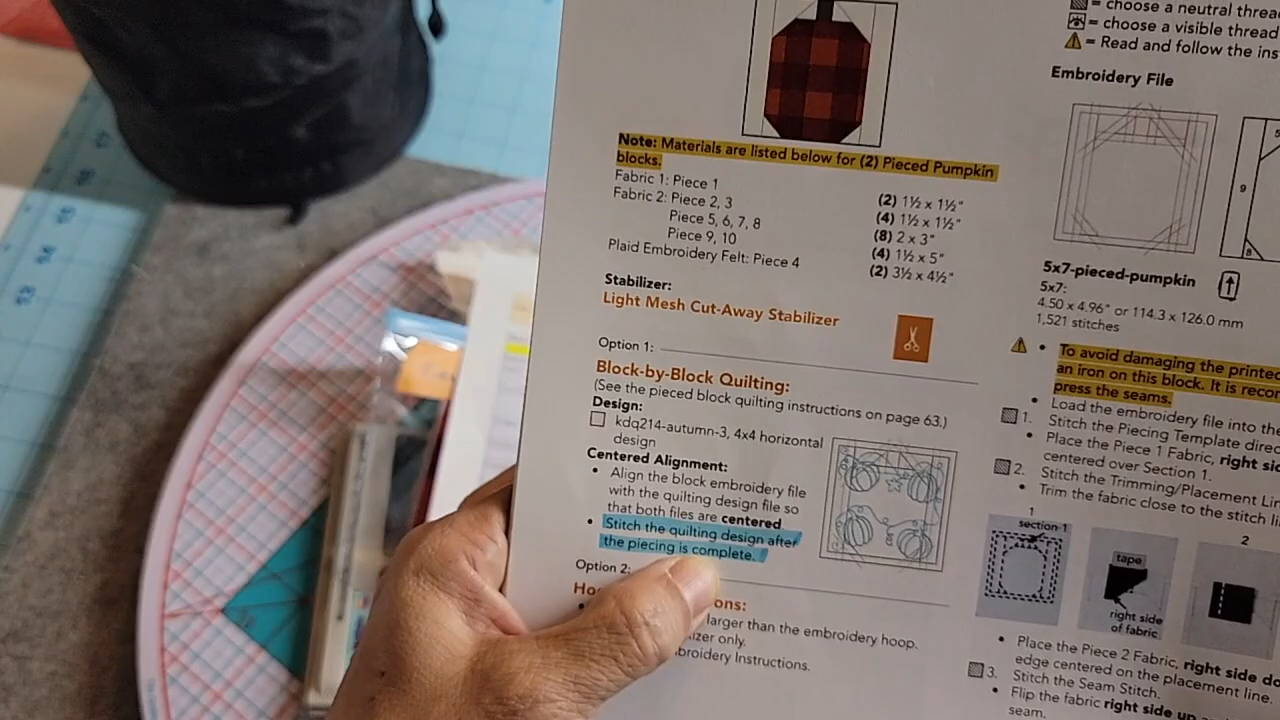 Note: Materials are listed below for (2) Pieced Pumpkin
blocks.
Fabric 1: Piece 1 (2) 1½ x 1½"
Fabric 2: Piece 2, 3 (4) 1½ x 1½"
Piece 5, 6, 7, 8 (8) 2 x 3"
Piece 9, 10 (4) 1½ x 5"
Plaid Embroidery Felt: Piece 4 (2) 3½ x 4½"
Stabilizer:
Light Mesh Cut-Away Stabilizer
Option 1:
Block-by-Block Quilting:
(See the pieced block quilting instructions on page 63.)
Design:
kdq214-autumn-3, 4x4 horizontal
design
Centered Alignment:
• Align the block embroidery file
with the quilting design file so
that both files are centered
• Stitch the quilting design after
the piecing is complete.
Option 2:
Ho ons:
larger than the embroidery hoop.
izer only.
broidery Instructions.
= choose a neutral threa
= choose a visible thread
= Read and follow the ins
Embroidery File
9
8
5
5x7-pieced-pumpkin
5x7:
4.50 x 4.96" or 114.3 x 126.0 mm
1,521 stitches
• To avoid damaging the printed
an iron on this block. It is recor
press the seams.
• Load the embroidery file into the
1. Stitch the Piecing Template direc
• Place the Piece 1 Fabric, right sid
centered over Section 1.
2. Stitch the Trimming/Placement Lin
• Trim the fabric close to the stitch li
1
section 1
tape
right side
of fabric
2
• Place the Piece 2 Fabric, right side do
edge centered on the placement line.
3. Stitch the Seam Stitch.
• Flip the fabric right side up
seam.